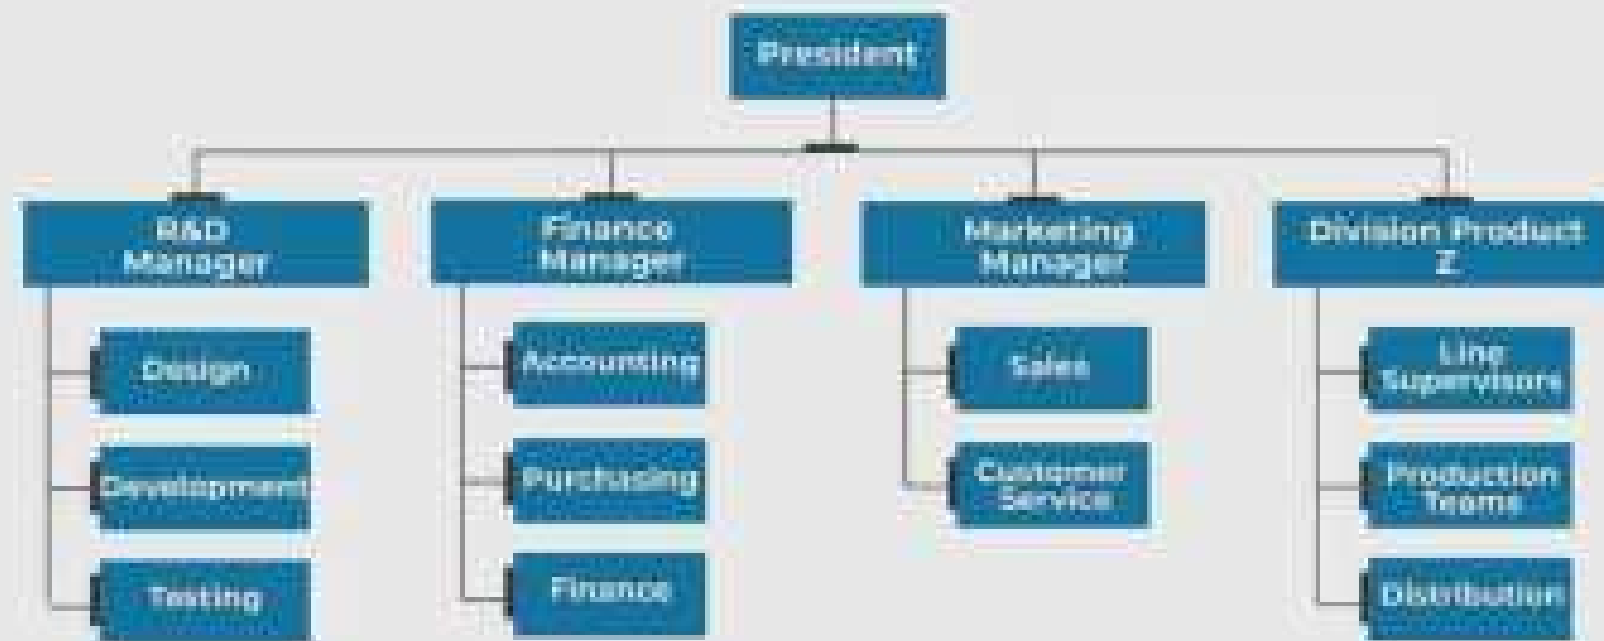 President
R&D
Manager
Finance
Manager
Marketing
Manager
Division Product
Z
Design
Development
Testing
Accounting
Purchasing
Finance
Sales
Customer
Service
Line
Supervisors
Production
Teams
Distribution